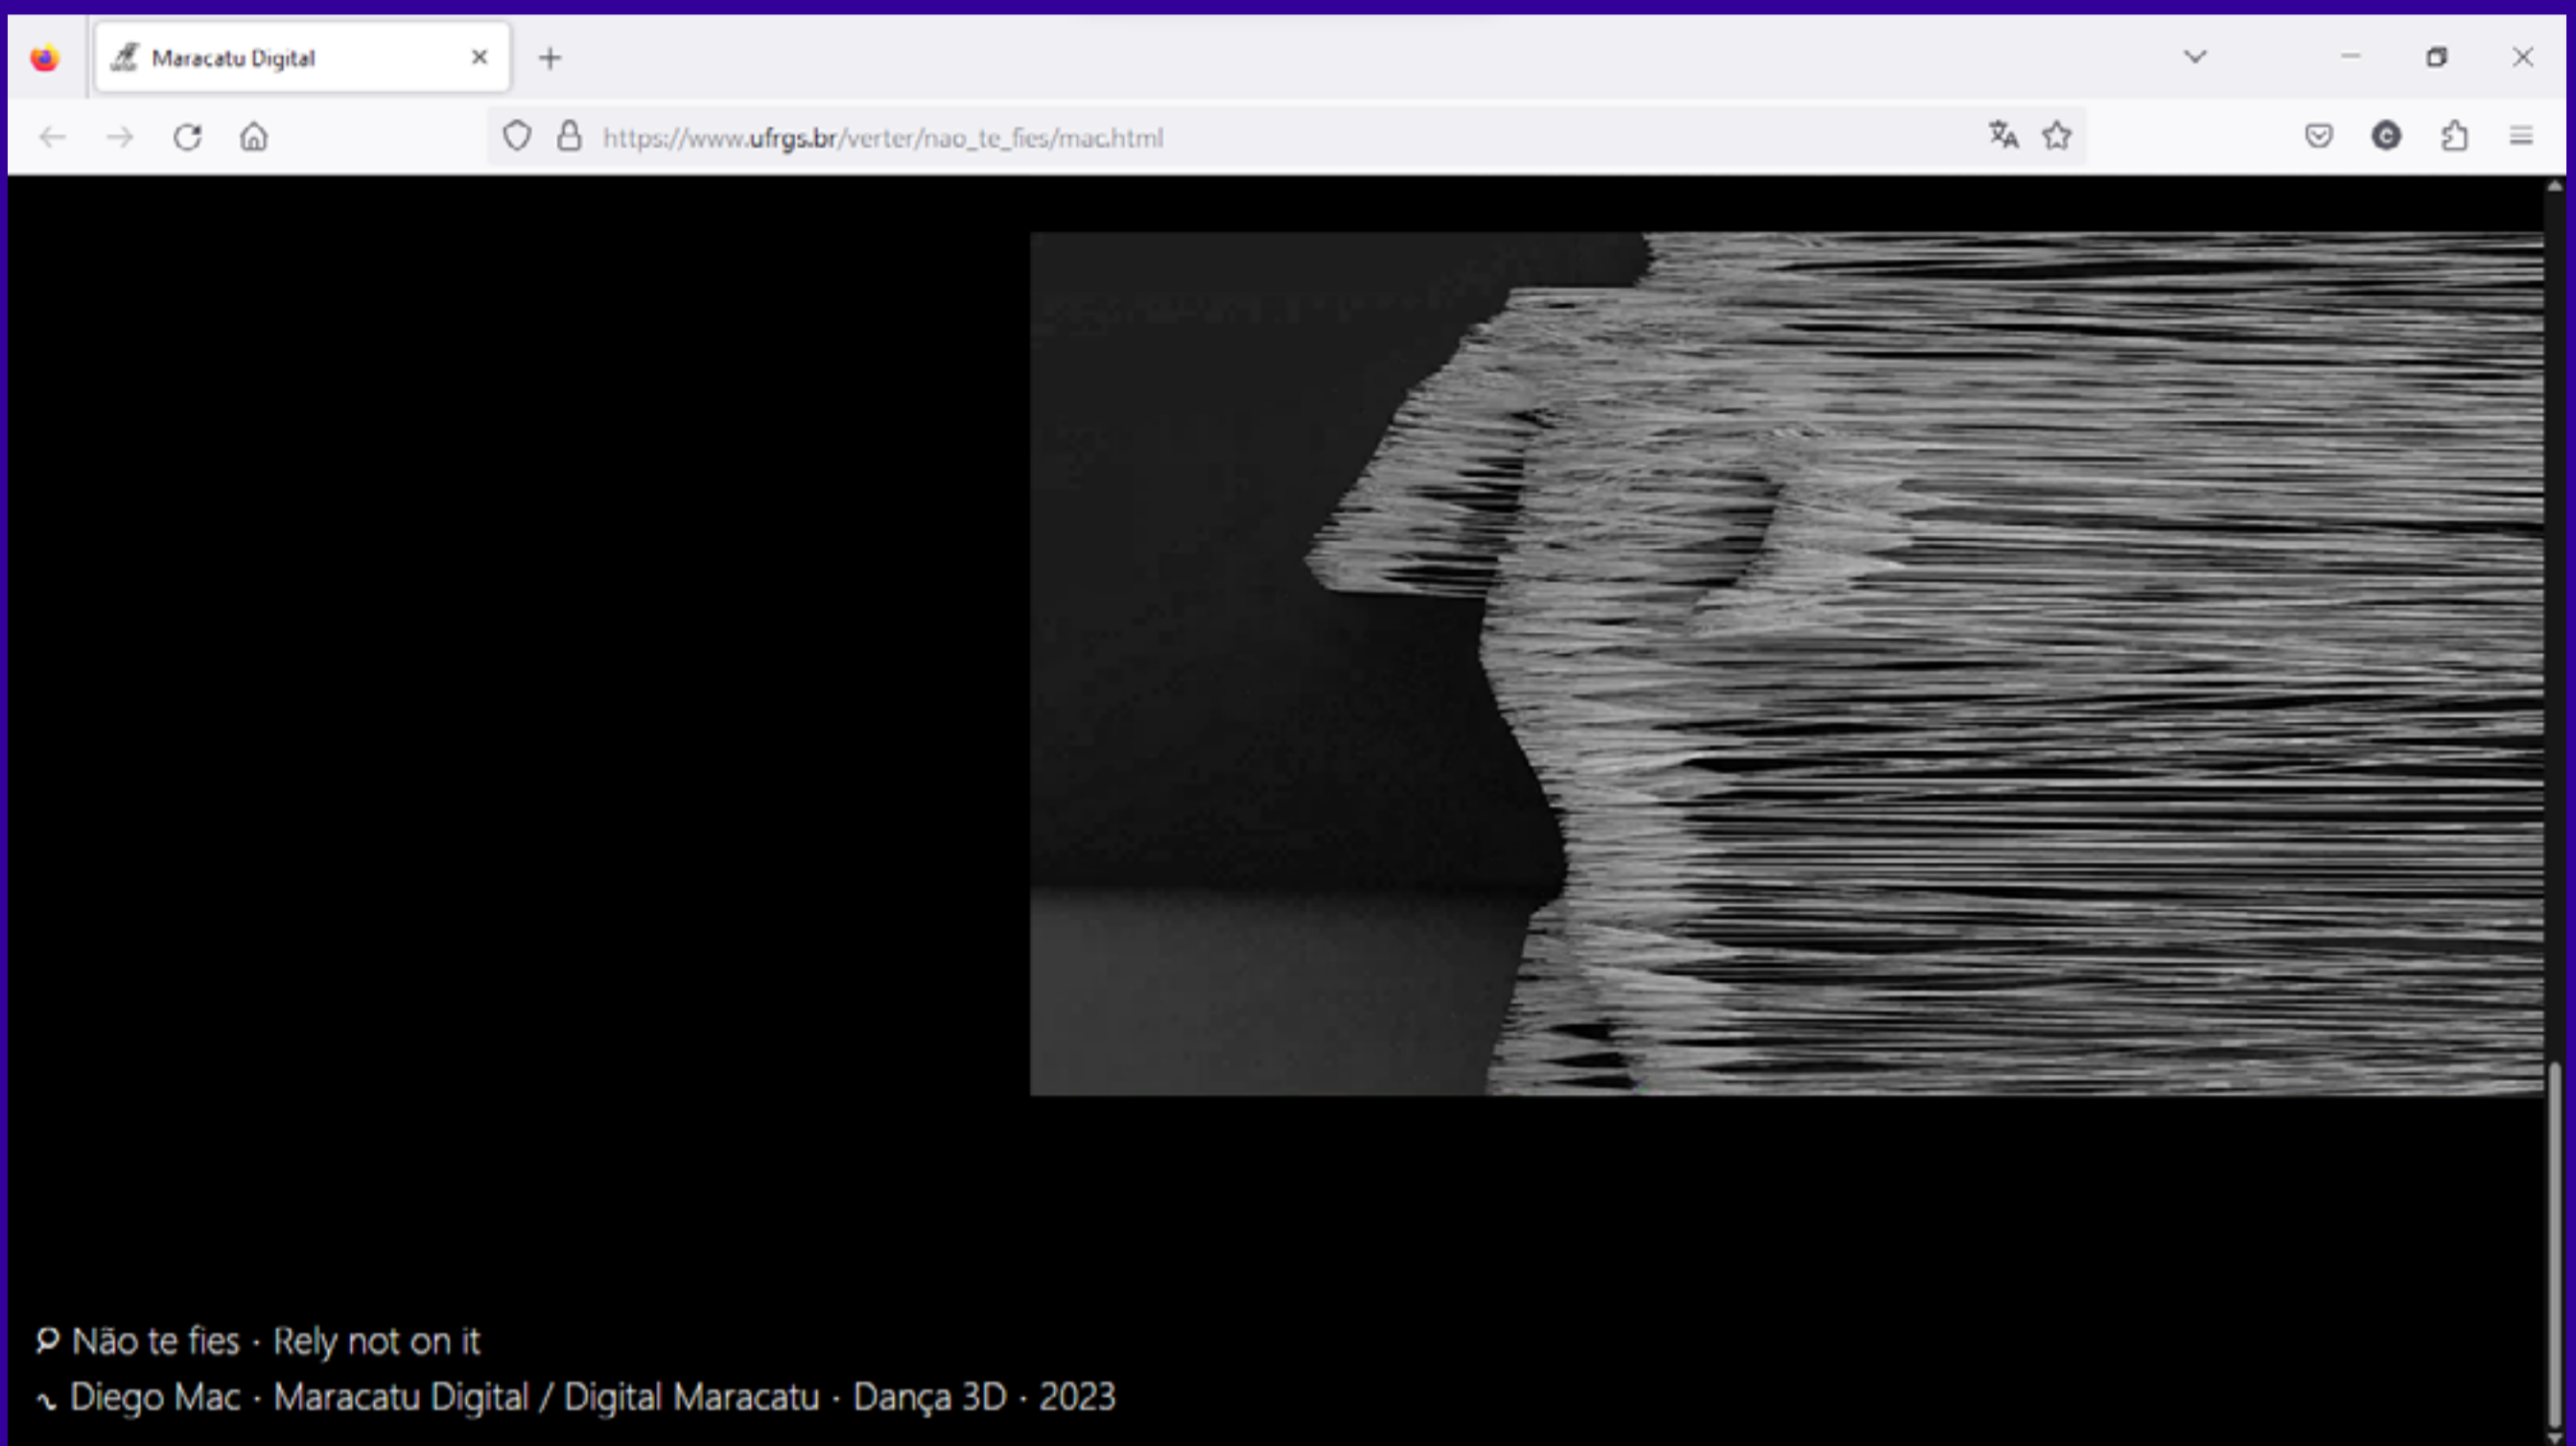 Maracatu Digital
https://www.ufrgs.br/verter/nao_te_fies/mac.html
Não te fies · Rely not on it
Diego Mac · Maracatu Digital / Digital Maracatu · Dança 3D · 2023